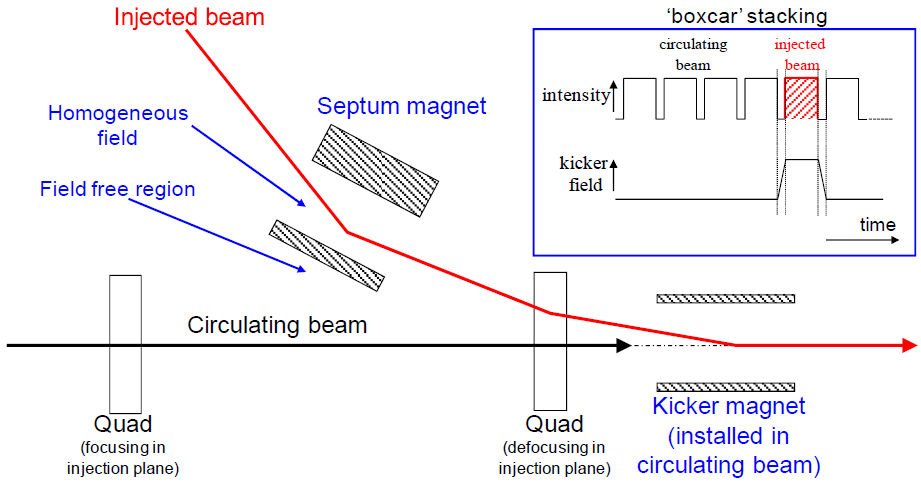 Injected beam
'boxcar' stacking
circulating
beam
injected
beam
intensity
kicker
field
time
Septum magnet
Homogeneous
field
Field free region
Circulating beam
Quad
(focusing in
injection plane)
Quad
(defocusing in
injection plane)
Kicker magnet
(installed in
circulating beam)